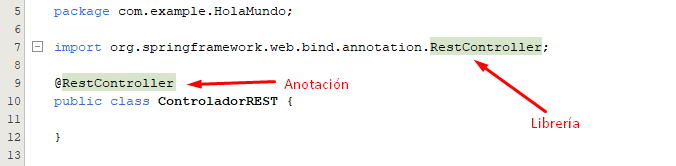 5 package com.example.HolaMundo;
6
7 import org.springframework.web.bind.annotation.RestController;
8
9 @RestController
Anotación
10 public class ControladorREST {
11
Librería
12 }
13